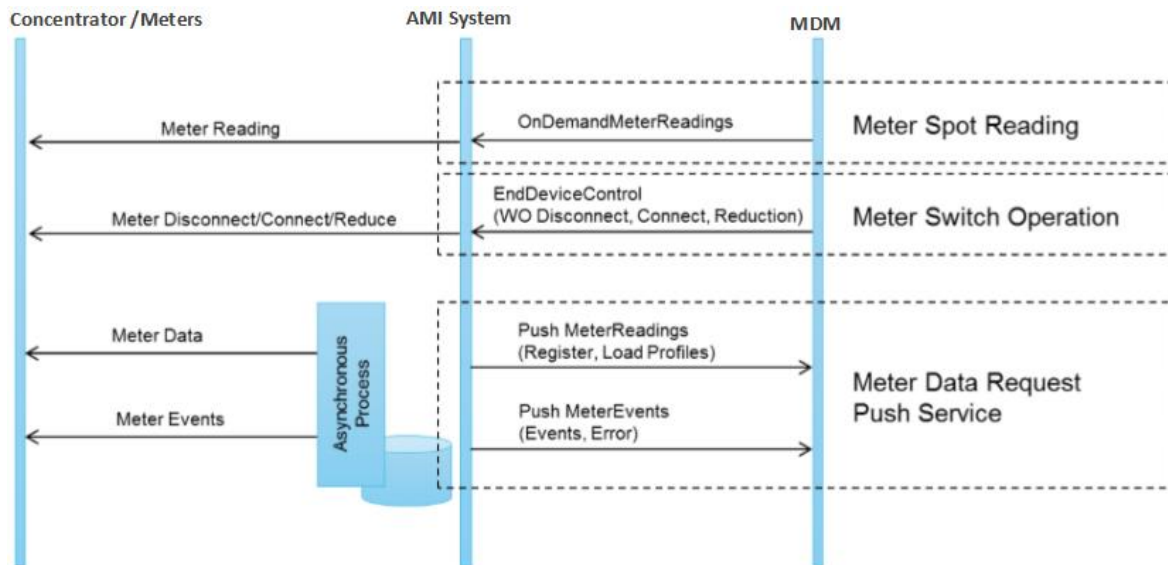 Concentrator /Meters
AMI System
MDM
Meter Reading
OnDemandMeterReadings
Meter Spot Reading
Meter Disconnect/Connect/Reduce
EndDeviceControl
(WO Disconnect, Connect, Reduction)
Meter Switch Operation
Meter Data
Meter Events
Asynchronous
Process
Push MeterReadings
(Register, Load Profiles)
Push MeterEvents
(Events, Error)
Meter Data Request
Push Service